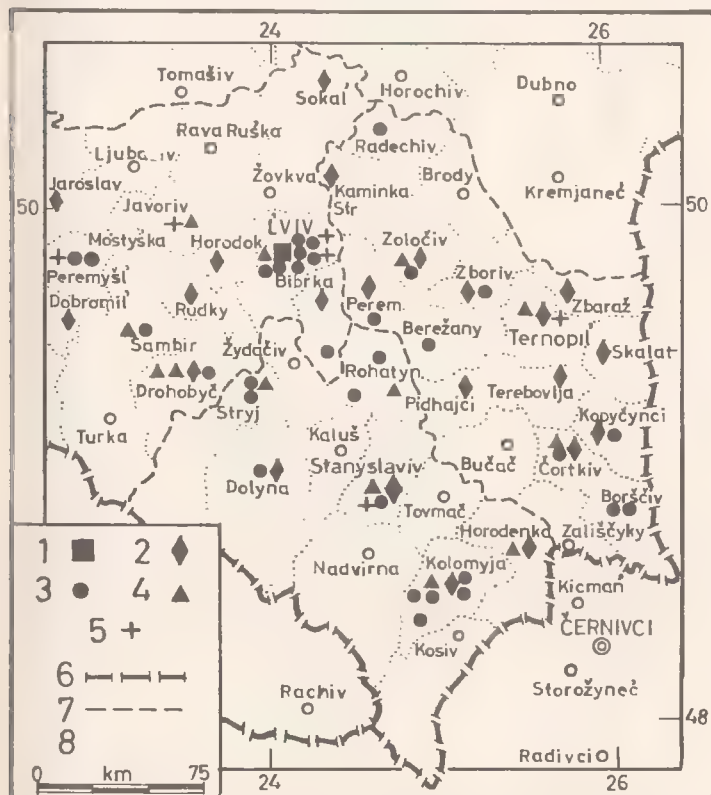 24 26
Tomašiv
Sokal'
Horochiv
Dubno
Rava Ruška
Radechiv
Žovkva
Kaminka
Str
Brody
Kremjaneč
Jaroslav
50 50
Javoriv
LVIV
Mostyška
Horodok
Zoločiv
Peremyšl'
Bibrka
Zboriv
Dobromil'
Rudky
Perem
Zbaraž
Berežany
Ternopil'
Sambir
Žydačiv
Skalat
Rohatyn
Drohobyč
Terebovlja
Stryj
Pidhajci
Kopyčynci
Turka
Kaluš
Bučač
Stanyslaviv
Čortkiv
Dolyna
Borščiv
Tovmač
Horodenka
Zališčyky
1 2
Nadvirna
Kolomyja
3 4
Kicman
5
ČERNIVCI
Kosiv
6
Storožyneč
Rachiv
7
48
8
Radivci
0 km 75
24 26